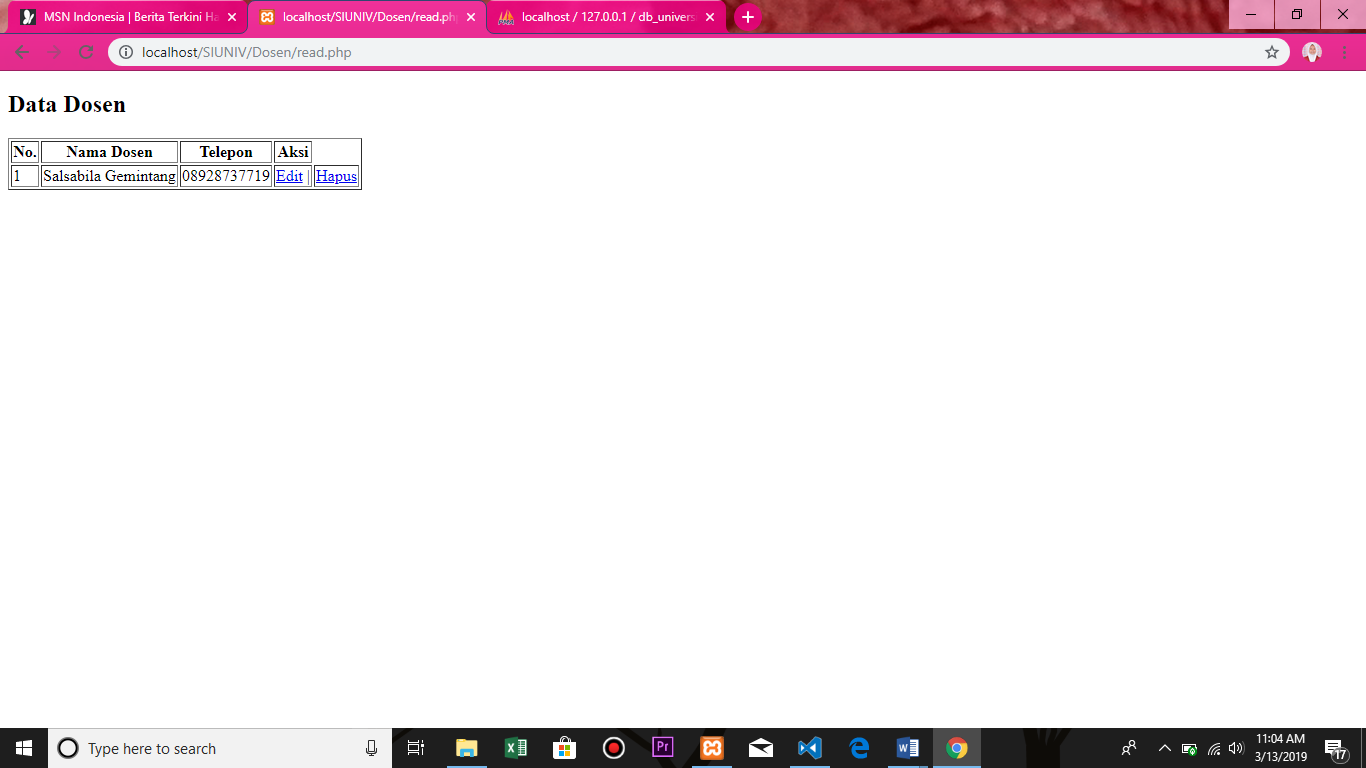 MSN Indonesia | Berita Terkini Ha
localhost/SIUNIV/Dosen/read.ph
localhost / 127.0.0.1 / db_univers
localhost/SIUNIV/Dosen/read.php
Data Dosen
No. Nama Dosen Telepon Aksi
1 Salsabila Gemintang 08928737719 Edit | Hapus
Type here to search
Pr
11:04 AM
3/13/2019
17